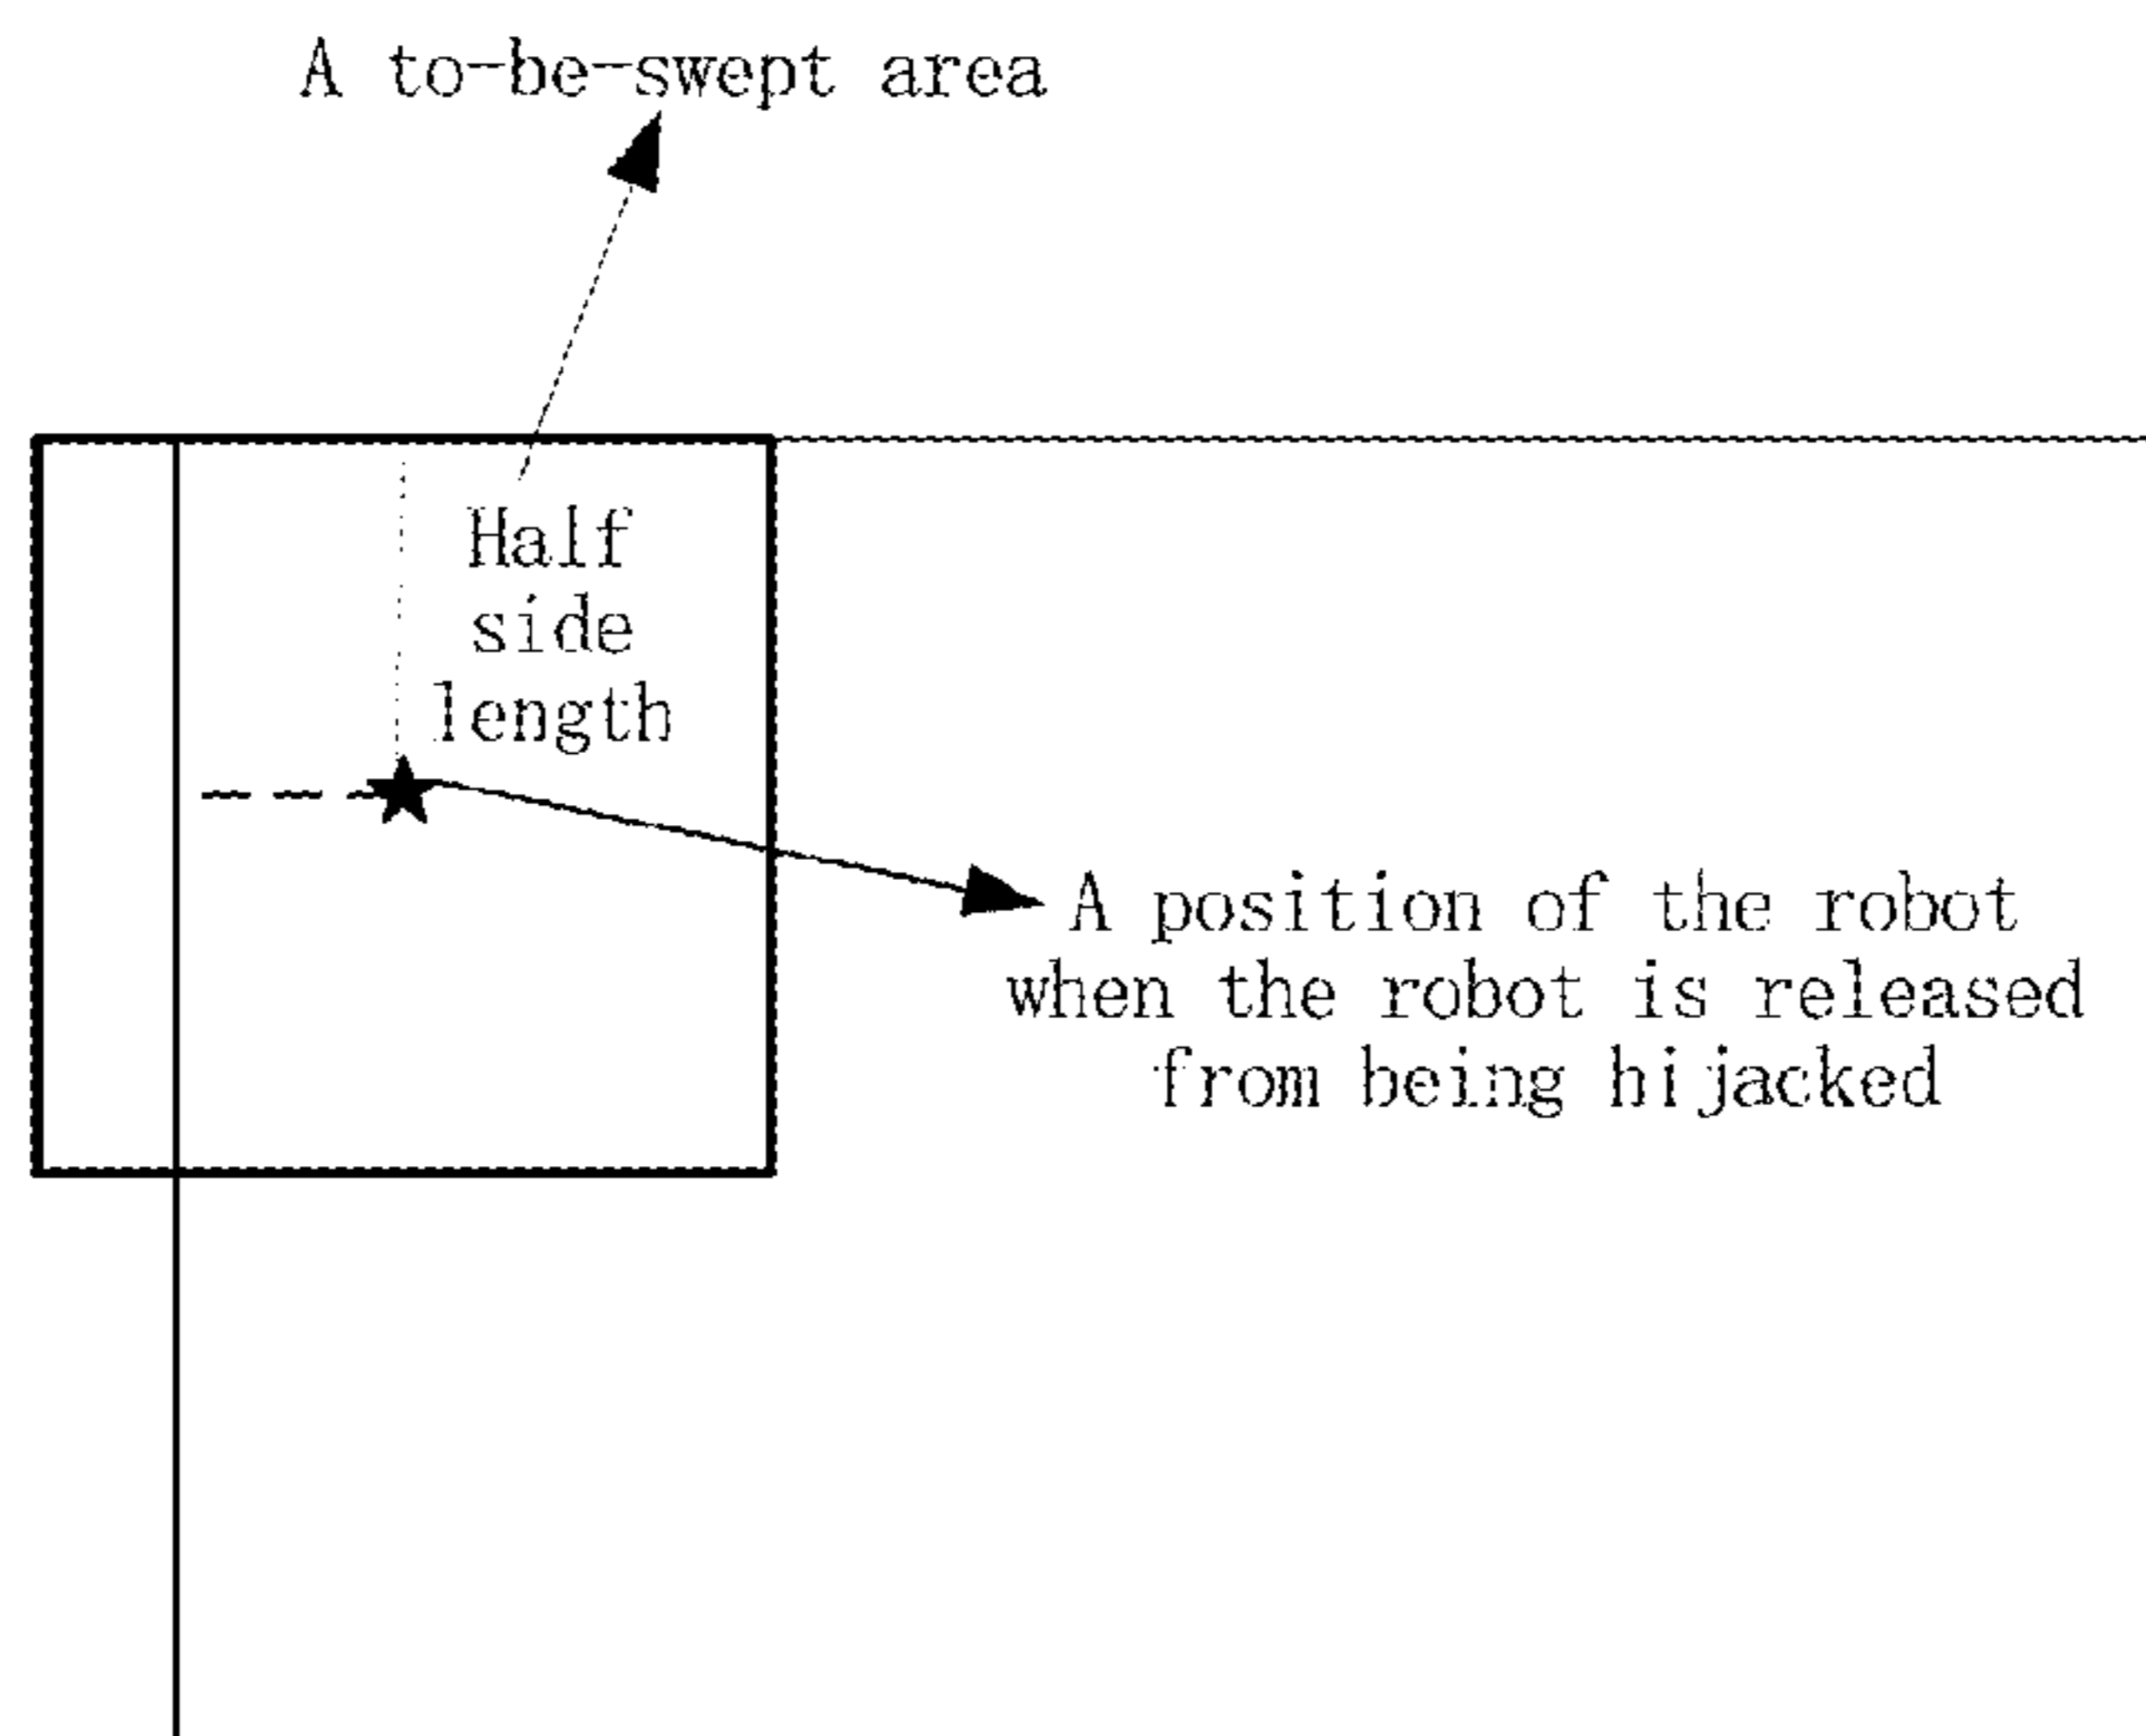 A to-be-swept area
Half
side
length
A position of the robot
when the robot is released
from being hijacked